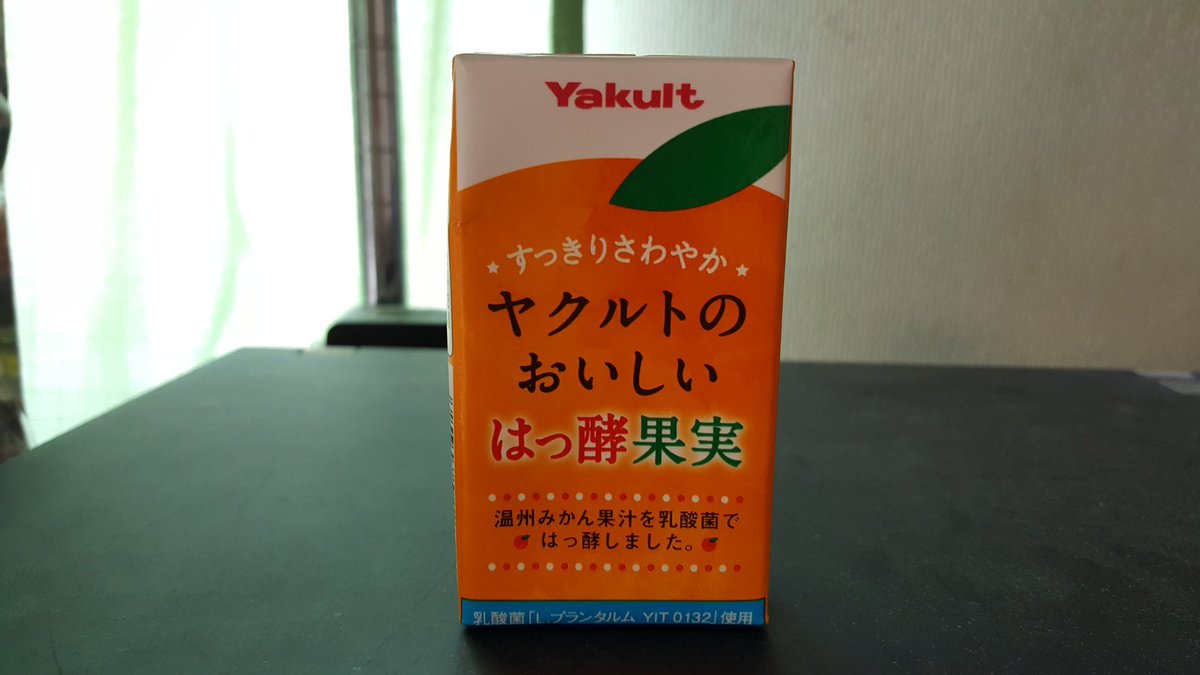 Yakult
すっきりさわやか
ヤクルトの
おいしい
はっ酵果実
温州みかん果汁を乳酸菌で
はっ酵しました。
乳酸菌「L.プランタルム YIT 0132」使用